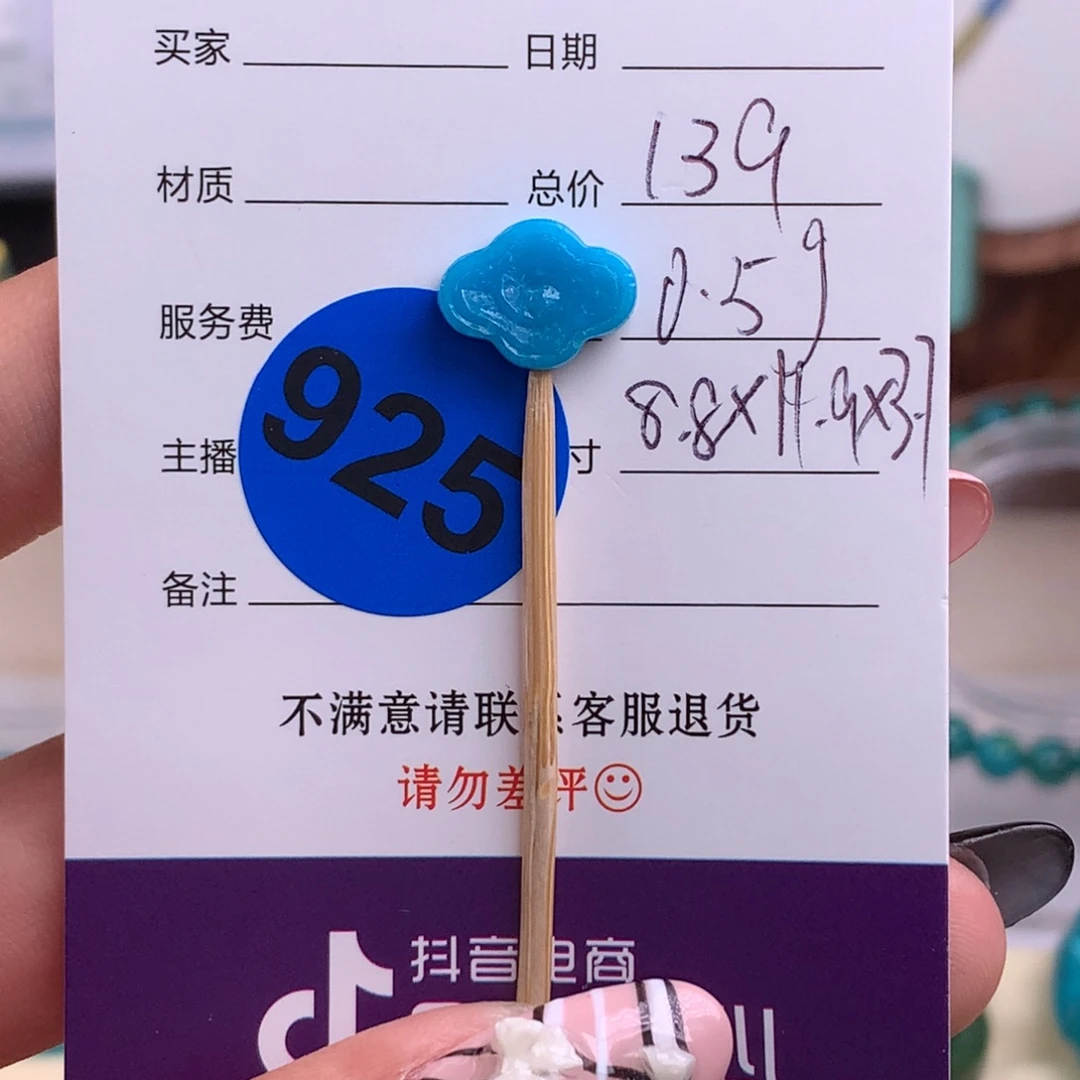 买家 日期
材质 总价 139
服务费 0.5g
925
主播 寸 8.8×11.9×3.7
备注
不满意请联系客服退货
请勿差评
抖音电商